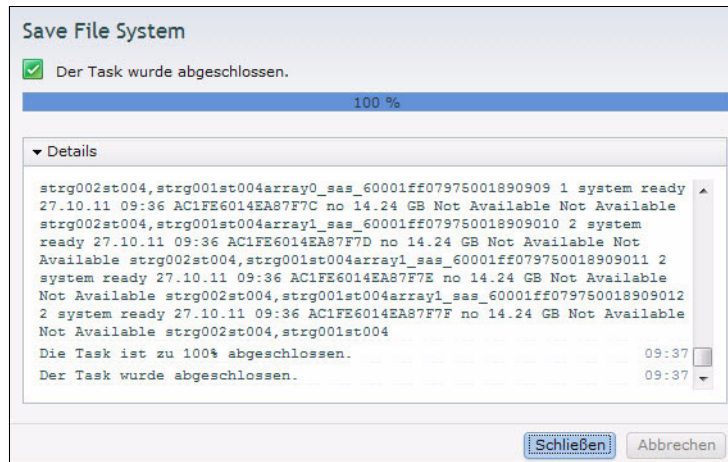 Save File System
Der Task wurde abgeschlossen.
100 %
Details
strg002st004,strg001st004array0_sas_60001ff07975001890909 1 system ready
27.10.11 09:36 AC1FE6014EA87F7C no 14.24 GB Not Available Not Available
strg002st004,strg001st004array1_sas_60001ff079750018909010 2 system
ready 27.10.11 09:36 AC1FE6014EA87F7D no 14.24 GB Not Available Not
Available strg002st004,strg001st004array1_sas_60001ff079750018909011 2
system ready 27.10.11 09:36 AC1FE6014EA87F7E no 14.24 GB Not Available
Not Available strg002st004,strg001st004array1_sas_60001ff079750018909012
2 system ready 27.10.11 09:36 AC1FE6014EA87F7F no 14.24 GB Not Available
Not Available strg002st004,strg001st004
Die Task ist zu 100% abgeschlossen. 09:37
Der Task wurde abgeschlossen. 09:37
Schließen Abbrechen